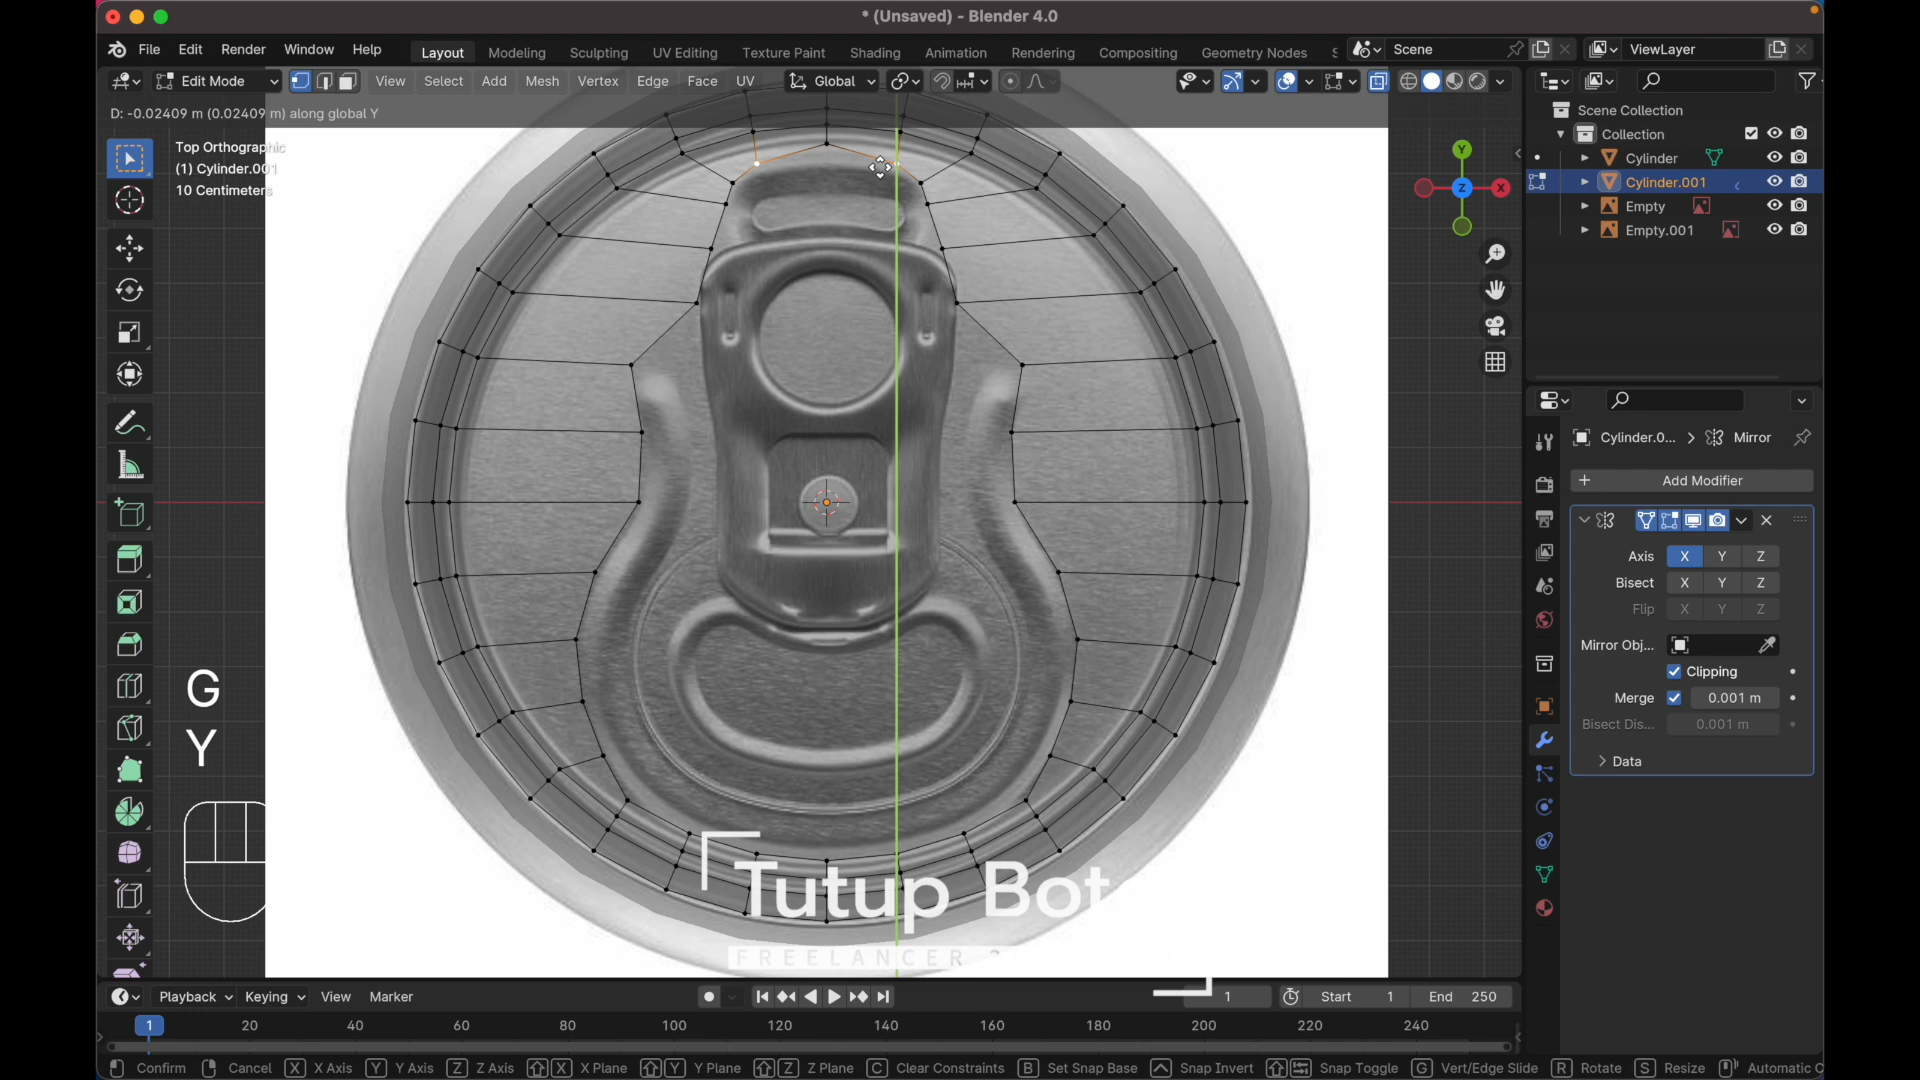 * (Unsaved) - Blender 4.0
File Edit Render Window Help Layout Modeling Sculpting UV Editing Texture Paint Shading Animation Rendering Compositing Geometry Nodes Scene ViewLayer
Edit Mode View Select Add Mesh Vertex Edge Face UV Global
D: -0.02409 m (0.02409 m) along global Y
Top Orthographic
(1) Cylinder.001
10 Centimeters
Y
X
Z
Scene Collection
Collection
Cylinder
Cylinder.001
Empty
Empty.001
Cylinder.0... > Mirror
+ Add Modifier
Axis X Y Z
Bisect X Y Z
Flip X Y Z
Mirror Obj...
Clipping
Merge 0.001 m
Bisect Dis... 0.001 m
> Data
G
Y
Tutup Bot
FREELANCER
Playback Keying View Marker 1 Start 1 End 250
1 20 40 60 80 100 120 140 160 180 200 220 240
Confirm Cancel X X Axis Y Y Axis Z Z Axis X X Plane Y Y Plane Z Z Plane C Clear Constraints B Set Snap Base Snap Invert Snap Toggle G Vert/Edge Slide R Rotate S Resize Automatic C